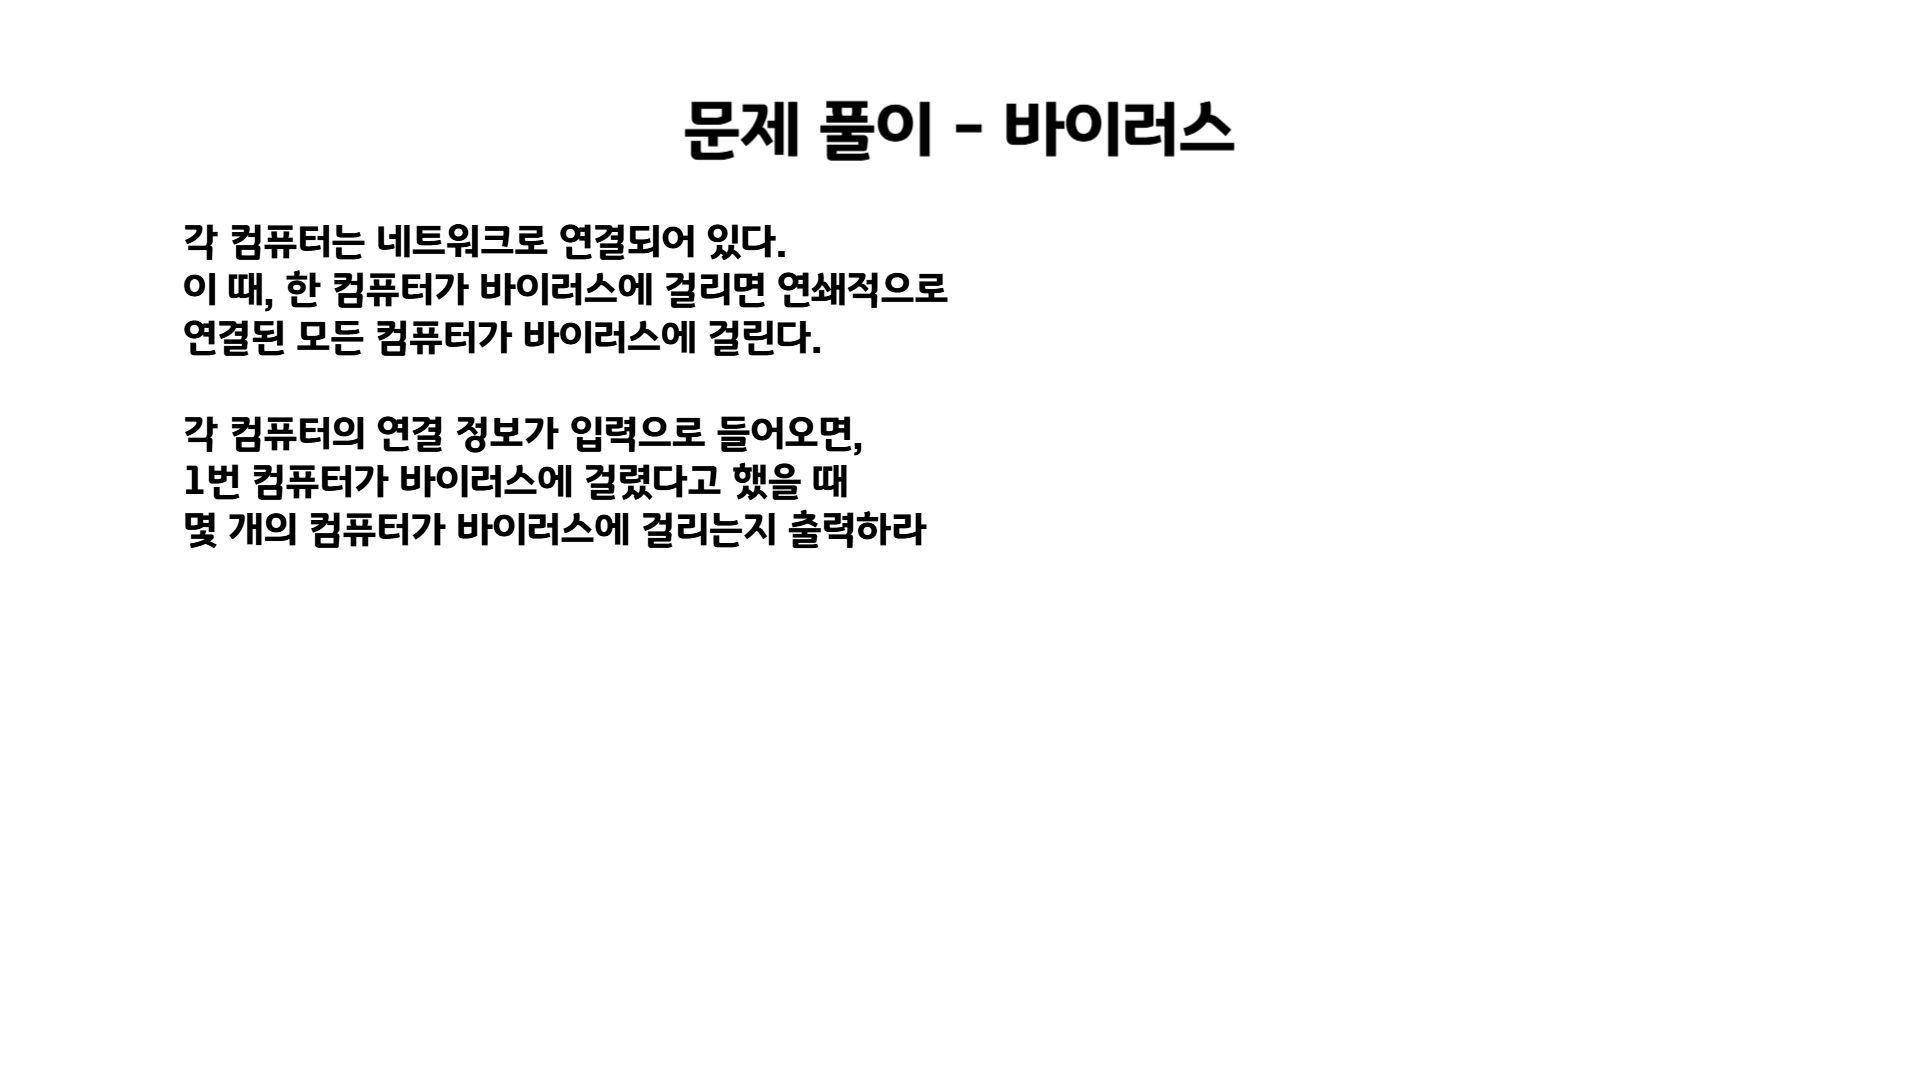 문제 풀이 - 바이러스
각 컴퓨터는 네트워크로 연결되어 있다.
이 때, 한 컴퓨터가 바이러스에 걸리면 연쇄적으로
연결된 모든 컴퓨터가 바이러스에 걸린다.
각 컴퓨터의 연결 정보가 입력으로 들어오면,
1번 컴퓨터가 바이러스에 걸렸다고 했을 때
몇 개의 컴퓨터가 바이러스에 걸리는지 출력하라